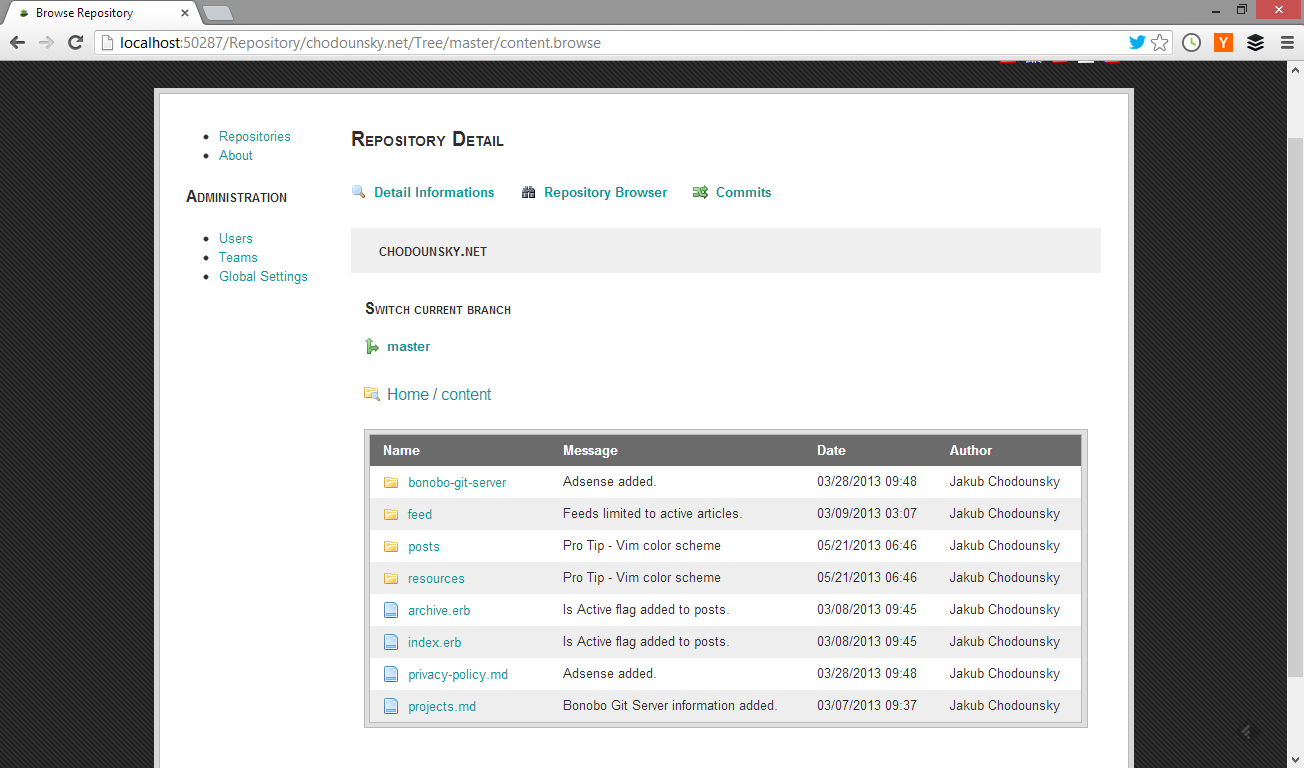 Browse Repository
localhost:50287/Repository/chodounsky.net/Tree/master/content.browse
Y
Repositories
About
Administration
Users
Teams
Global Settings
Repository Detail
Detail Informations Repository Browser Commits
chodounsky.net
Switch current branch
master
Home / content
Name Message Date Author
bonobo-git-server Adsense added. 03/28/2013 09:48 Jakub Chodounsky
feed Feeds limited to active articles. 03/09/2013 03:07 Jakub Chodounsky
posts Pro Tip - Vim color scheme 05/21/2013 06:46 Jakub Chodounsky
resources Pro Tip - Vim color scheme 05/21/2013 06:46 Jakub Chodounsky
archive.erb Is Active flag added to posts. 03/08/2013 09:45 Jakub Chodounsky
index.erb Is Active flag added to posts. 03/08/2013 09:45 Jakub Chodounsky
privacy-policy.md Adsense added. 03/28/2013 09:48 Jakub Chodounsky
projects.md Bonobo Git Server information added. 03/07/2013 09:37 Jakub Chodounsky